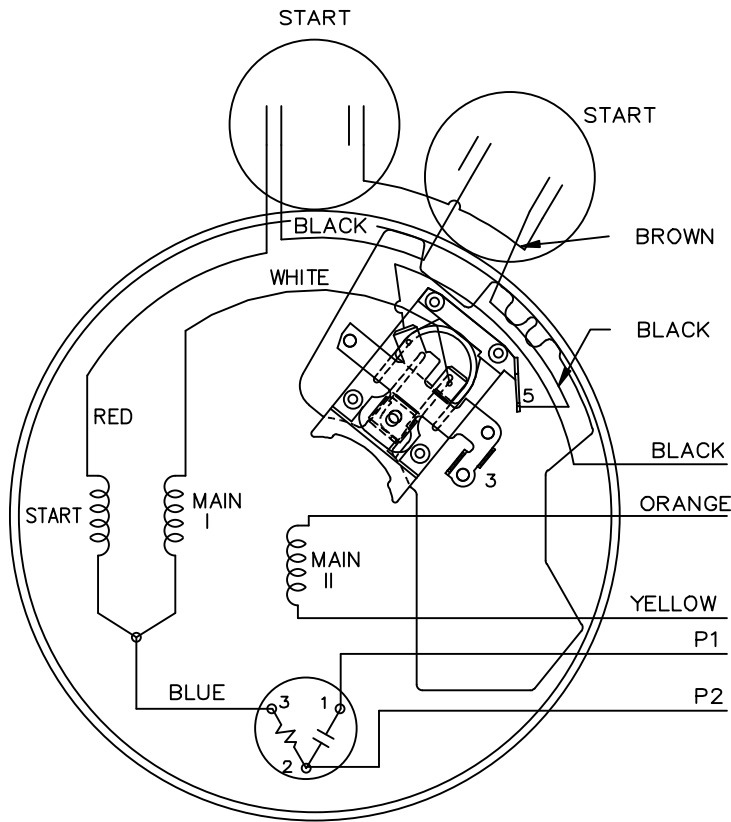 START
START
BLACK
BROWN
WHITE
BLACK
5
RED
BLACK
3
ORANGE
START
MAIN
I
MAIN
II
YELLOW
P1
BLUE
3
1
P2
2